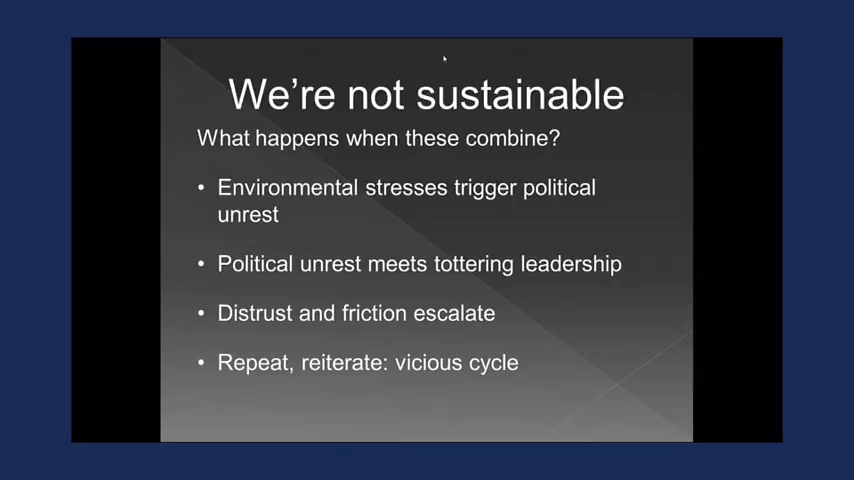 We're not sustainable
What happens when these combine?
• Environmental stresses trigger political
unrest
• Political unrest meets tottering leadership
• Distrust and friction escalate
• Repeat, reiterate: vicious cycle